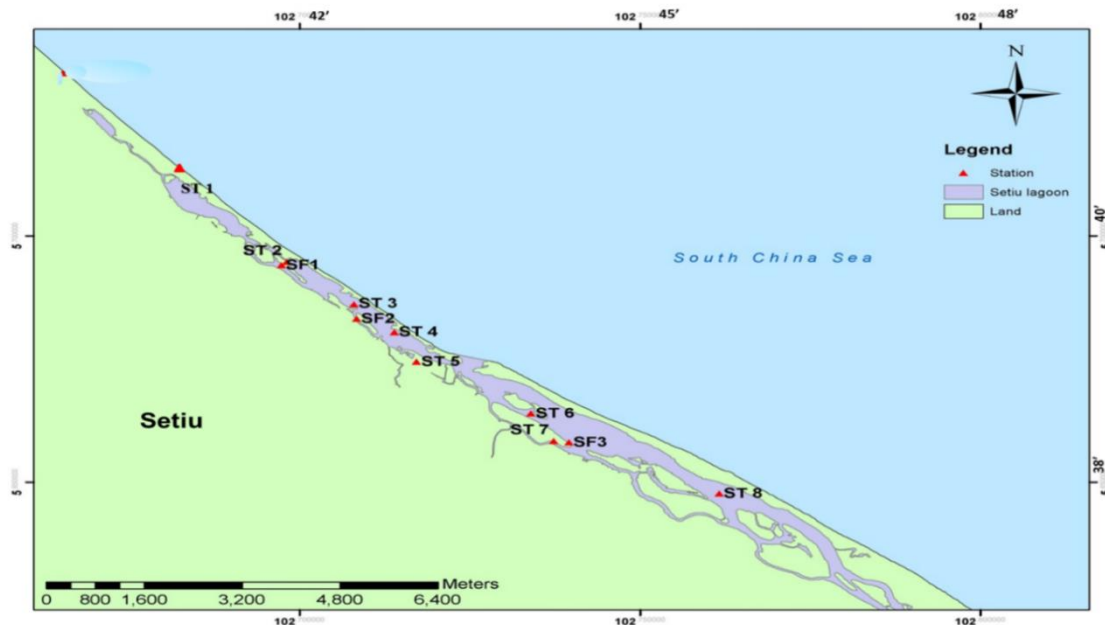 102 42' 102 45' 102 48'
N
Legend
Station
Setiu lagoon
Land
ST 1
5 40'
ST 2
SF1
South China Sea
ST 3
SF2
ST 4
ST 5
Setiu
ST 6
ST 7
SF3
5 38'
ST 8
Meters
0 800 1,600 3,200 4,800 6,400
102 102 102